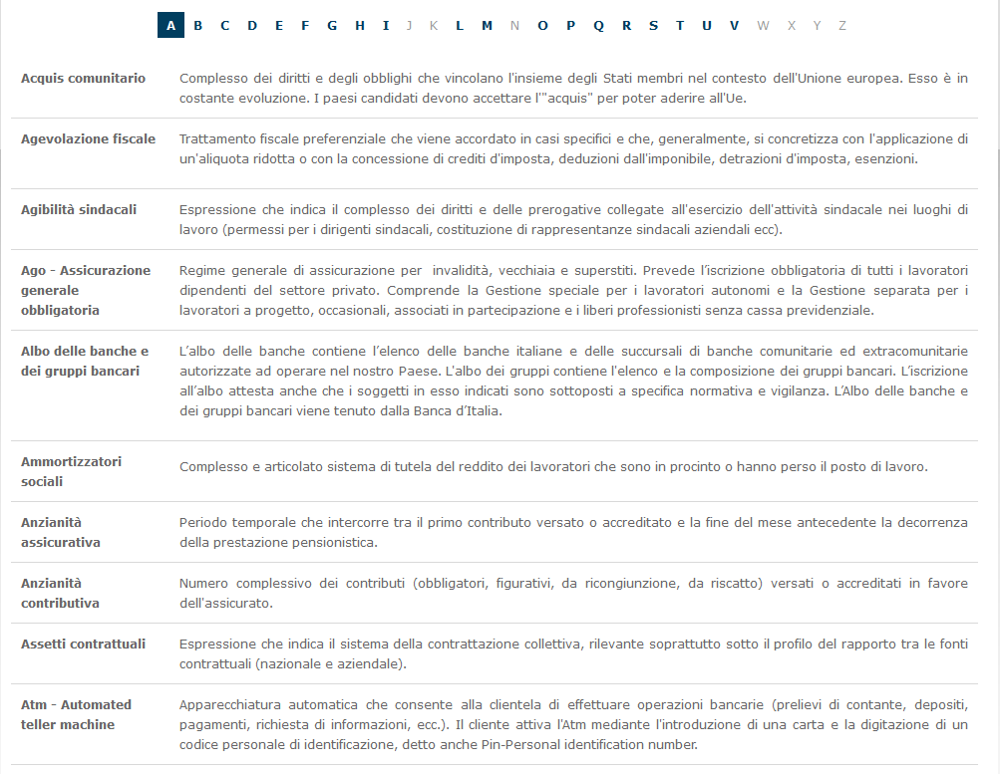 A B C D E F G H I J K L M N O P Q R S T U V W X Y Z
Acquis comunitario
Complesso dei diritti e degli obblighi che vincolano l'insieme degli Stati membri nel contesto dell'Unione europea. Esso è in
costante evoluzione. I paesi candidati devono accettare l'"acquis" per poter aderire all'Ue.
Agevolazione fiscale
Trattamento fiscale preferenziale che viene accordato in casi specifici e che, generalmente, si concretizza con l'applicazione di
un'aliquota ridotta o con la concessione di crediti d'imposta, deduzioni dall'imponibile, detrazioni d'imposta, esenzioni.
Agibilità sindacali
Espressione che indica il complesso dei diritti e delle prerogative collegate all'esercizio dell'attività sindacale nei luoghi di
lavoro (permessi per i dirigenti sindacali, costituzione di rappresentanze sindacali aziendali ecc).
Ago - Assicurazione
generale
obbligatoria
Regime generale di assicurazione per invalidità, vecchiaia e superstiti. Prevede l’iscrizione obbligatoria di tutti i lavoratori
dipendenti del settore privato. Comprende la Gestione speciale per i lavoratori autonomi e la Gestione separata per i
lavoratori a progetto, occasionali, associati in partecipazione e i liberi professionisti senza cassa previdenziale.
Albo delle banche e
dei gruppi bancari
L’albo delle banche contiene l’elenco delle banche italiane e delle succursali di banche comunitarie ed extracomunitarie
autorizzate ad operare nel nostro Paese. L'albo dei gruppi contiene l'elenco e la composizione dei gruppi bancari. L’iscrizione
all’albo attesta anche che i soggetti in esso indicati sono sottoposti a specifica normativa e vigilanza. L’Albo delle banche e
dei gruppi bancari viene tenuto dalla Banca d’Italia.
Ammortizzatori
sociali
Complesso e articolato sistema di tutela del reddito dei lavoratori che sono in procinto o hanno perso il posto di lavoro.
Anzianità
assicurativa
Periodo temporale che intercorre tra il primo contributo versato o accreditato e la fine del mese antecedente la decorrenza
della prestazione pensionistica.
Anzianità
contributiva
Numero complessivo dei contributi (obbligatori, figurativi, da ricongiunzione, da riscatto) versati o accreditati in favore
dell'assicurato.
Assetti contrattuali
Espressione che indica il sistema della contrattazione collettiva, rilevante soprattutto sotto il profilo del rapporto tra le fonti
contrattuali (nazionale e aziendale).
Atm - Automated
teller machine
Apparecchiatura automatica che consente alla clientela di effettuare operazioni bancarie (prelievi di contante, depositi,
pagamenti, richiesta di informazioni, ecc.). Il cliente attiva l'Atm mediante l'introduzione di una carta e la digitazione di un
codice personale di identificazione, detto anche Pin-Personal identification number.